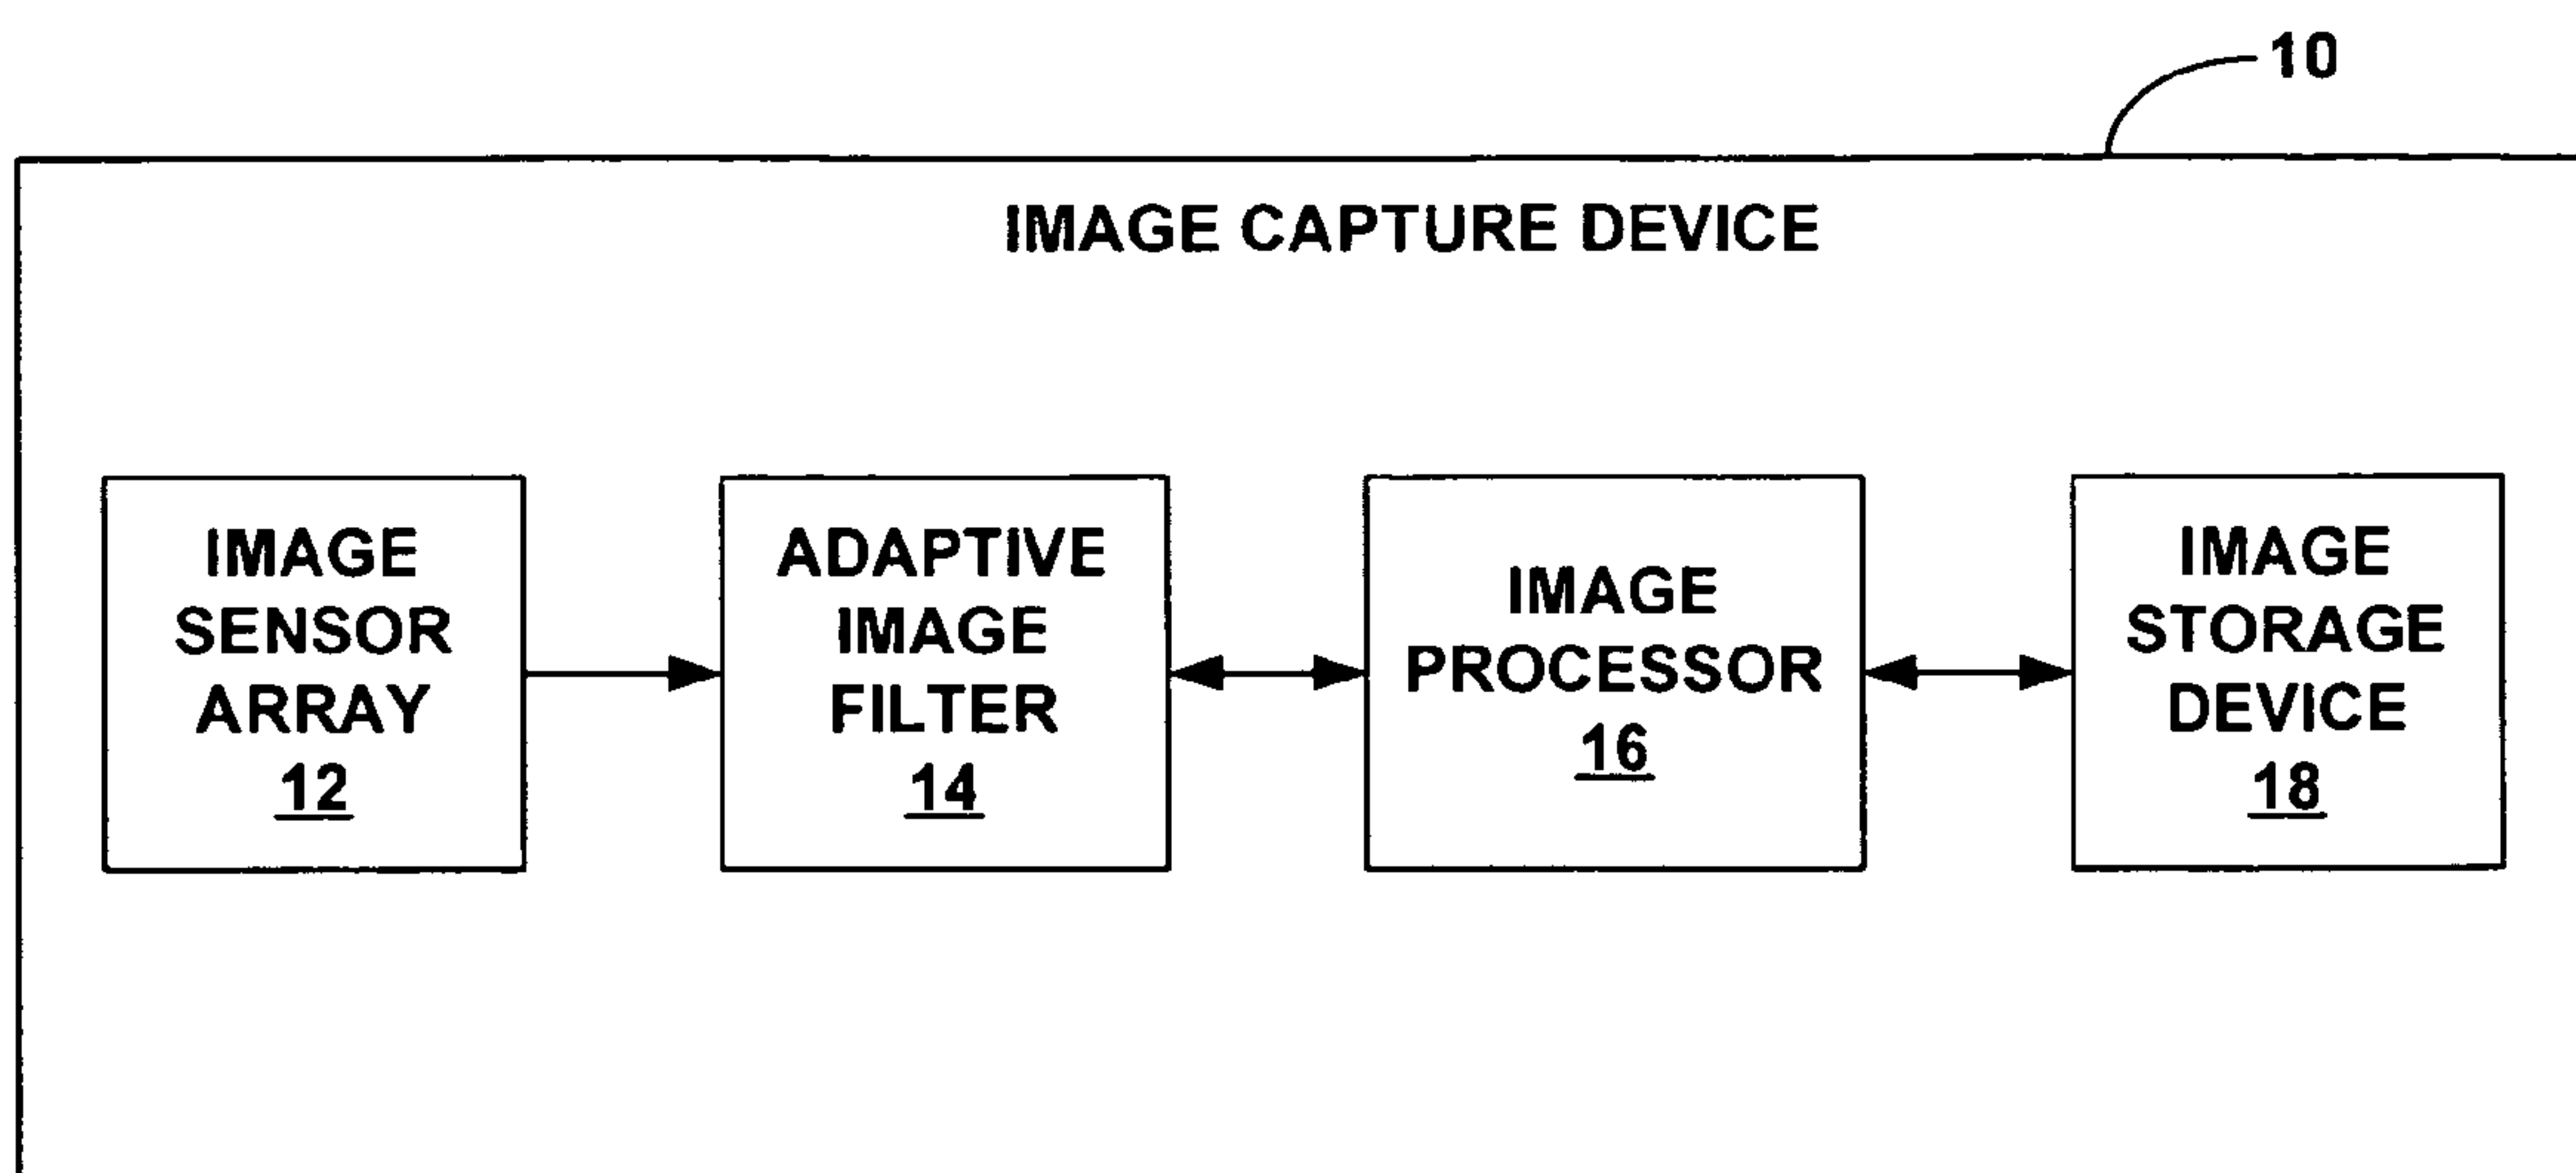 10
IMAGE CAPTURE DEVICE
IMAGE
SENSOR
ARRAY
12
ADAPTIVE
IMAGE
FILTER
14
IMAGE
PROCESSOR
16
IMAGE
STORAGE
DEVICE
18